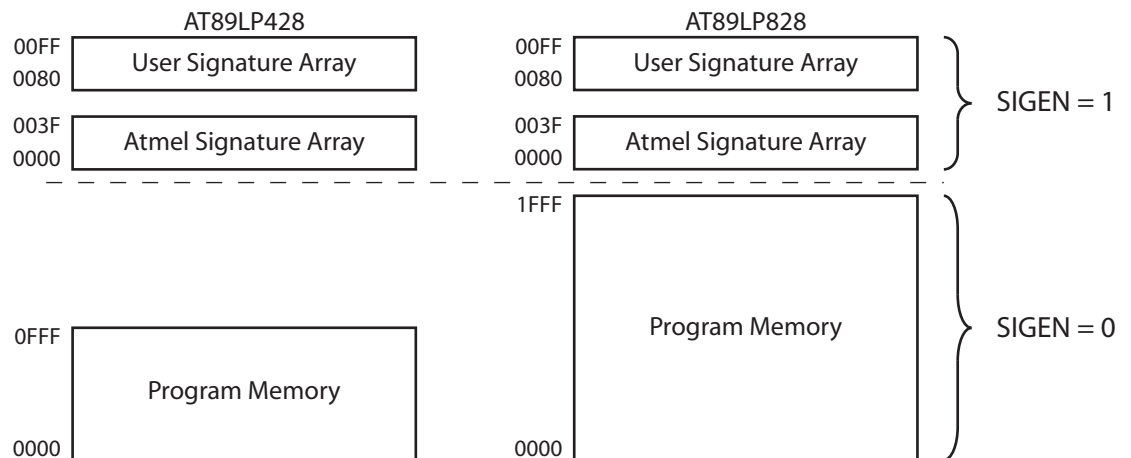 AT89LP428
AT89LP828
00FF
User Signature Array
0080
00FF
User Signature Array
0080
SIGEN = 1
003F
Atmel Signature Array
0000
003F
Atmel Signature Array
0000
1FFF
Program Memory
SIGEN = 0
0FFF
Program Memory
0000
0000